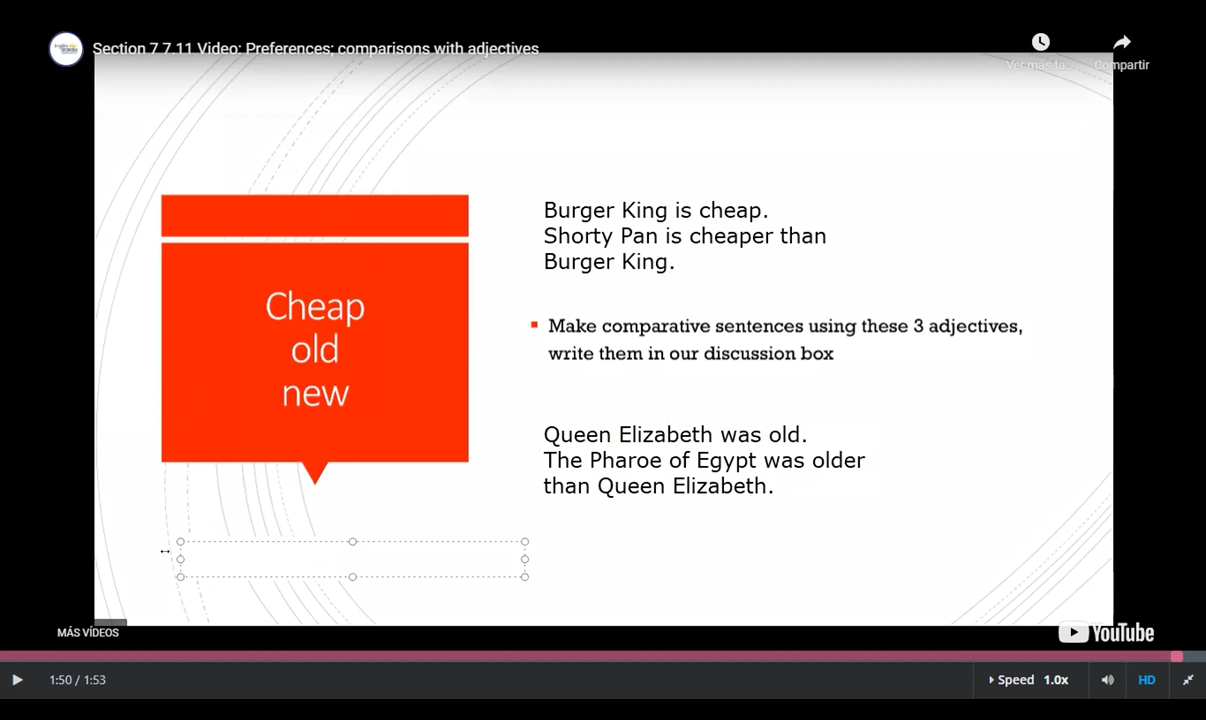 Section 7.7.11 Video: Preferences; comparisons with adjectives
Ver más ta...
Compartir
Burger King is cheap.
Shorty Pan is cheaper than
Burger King.
Cheap
old
new
Make comparative sentences using these 3 adjectives,
write them in our discussion box
Queen Elizabeth was old.
The Pharoe of Egypt was older
than Queen Elizabeth.
MÁS VÍDEOS
YouTube
1:50 / 1:53
Speed 1.0x
HD